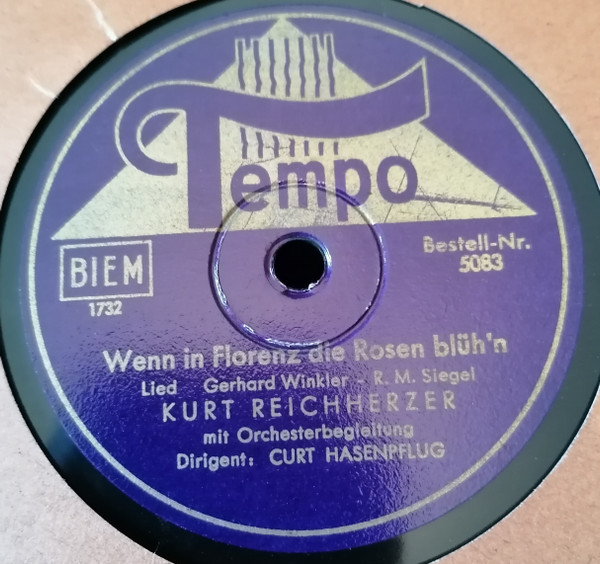 Tempo
Bestell-Nr.
5083
BIEM
1732
Wenn in Florenz die Rosen blüh'n
Lied Gerhard Winkler - R. M. Siegel
KURT REICHHERZER
mit Orchesterbegleitung
Dirigent: CURT HASENPFLUG